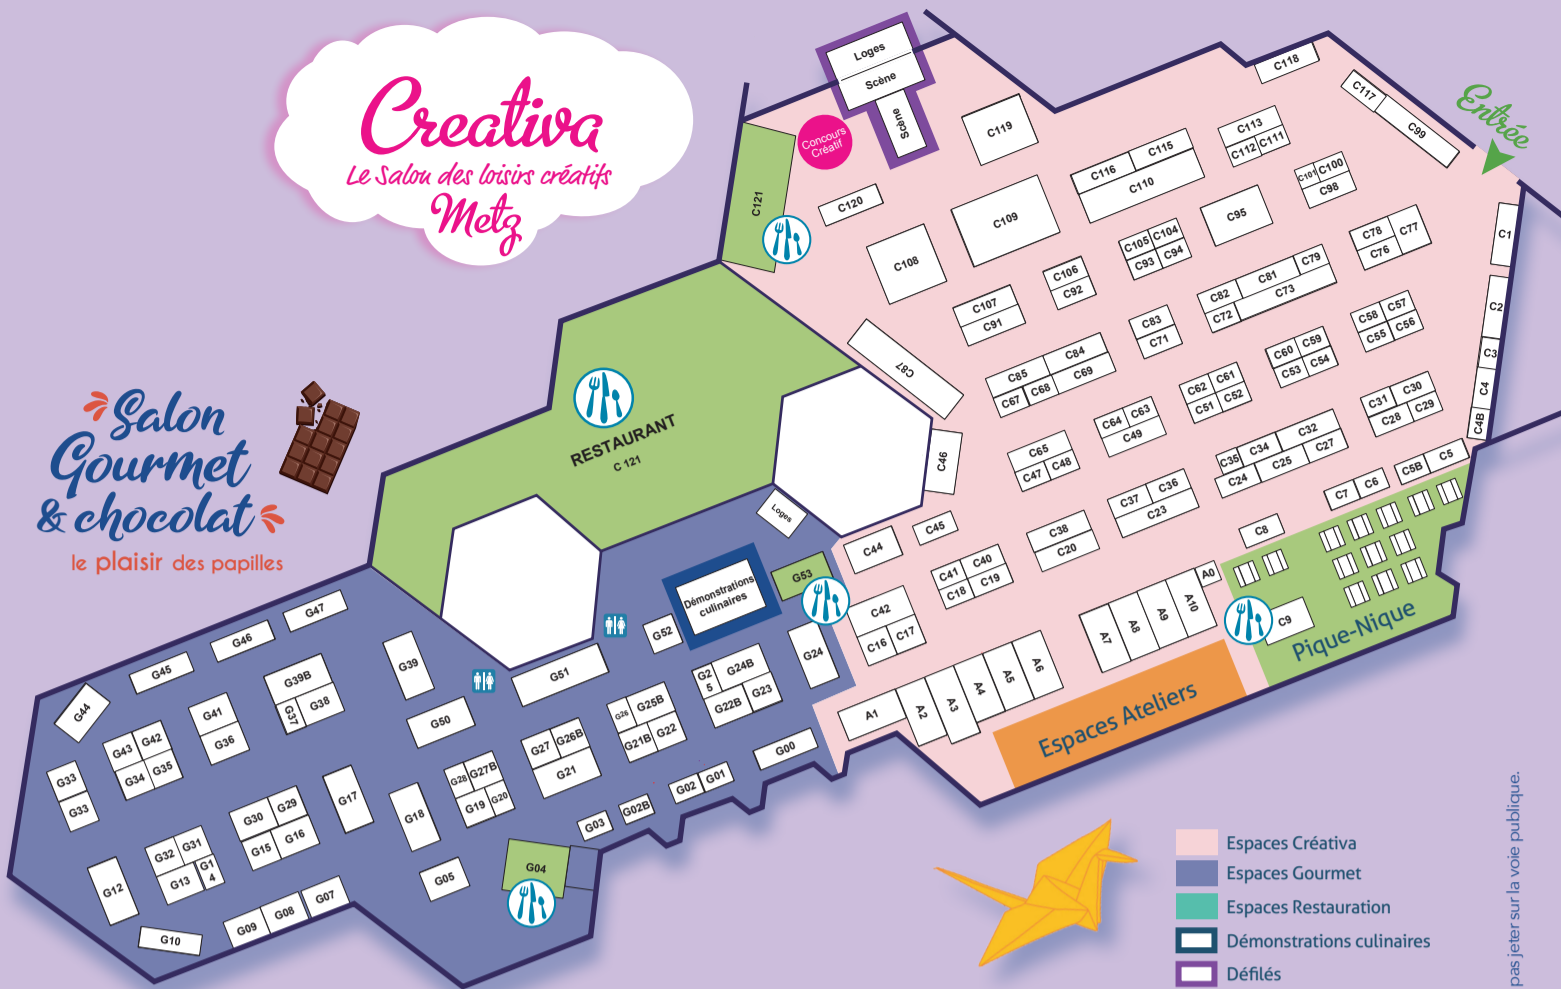 Creativa
Le Salon des loisirs créatifs
Metz
Salon
Gourmet
& chocolat
le plaisir des papilles
Loges
Scène
Scène
Concours
Créatif
Entrée
C118
C117
C99
C119
C113
C112
C111
C116
C115
C110
C101
C100
C98
C121
C120
C109
C95
C108
C105
C104
C93
C94
C78
C77
C76
C1
C106
C92
C82
C81
C79
C72
C73
C2
C107
C91
C83
C71
C58
C57
C55
C56
C3
C87
C85
C84
C67
C68
C69
C60
C59
C53
C54
C4
C62
C61
C51
C52
C31
C30
C28
C29
C4B
C64
C63
C49
C35
C34
C32
C24
C25
C27
C46
C65
C47
C48
C5B
C5
C7
C6
C37
C36
C23
C45
C44
C38
C20
C8
C41
C40
C18
C19
C42
C16
C17
C9
A0
A10
A9
A8
A7
A6
A5
A4
A3
A2
A1
RESTAURANT
C 121
Pique-Nique
Espaces Ateliers
Loges
Démonstrations
culinaires
G53
G52
G24
G51
G2
5
G24B
G22B
G23
G26
G25B
G21B
G22
G00
G27
G26B
G21
G02
G01
G02B
G03
G28
G27B
G19
G20
G04
G05
G18
G17
G50
G39
G47
G46
G45
G44
G39B
G37
G38
G41
G36
G43
G42
G34
G35
G33
G33
G30
G29
G15
G16
G32
G31
G13
G1
4
G12
G10
G09
G08
G07
Espaces Créativa
Espaces Gourmet
Espaces Restauration
Démonstrations culinaires
Défilés
pas jeter sur la voie publique.